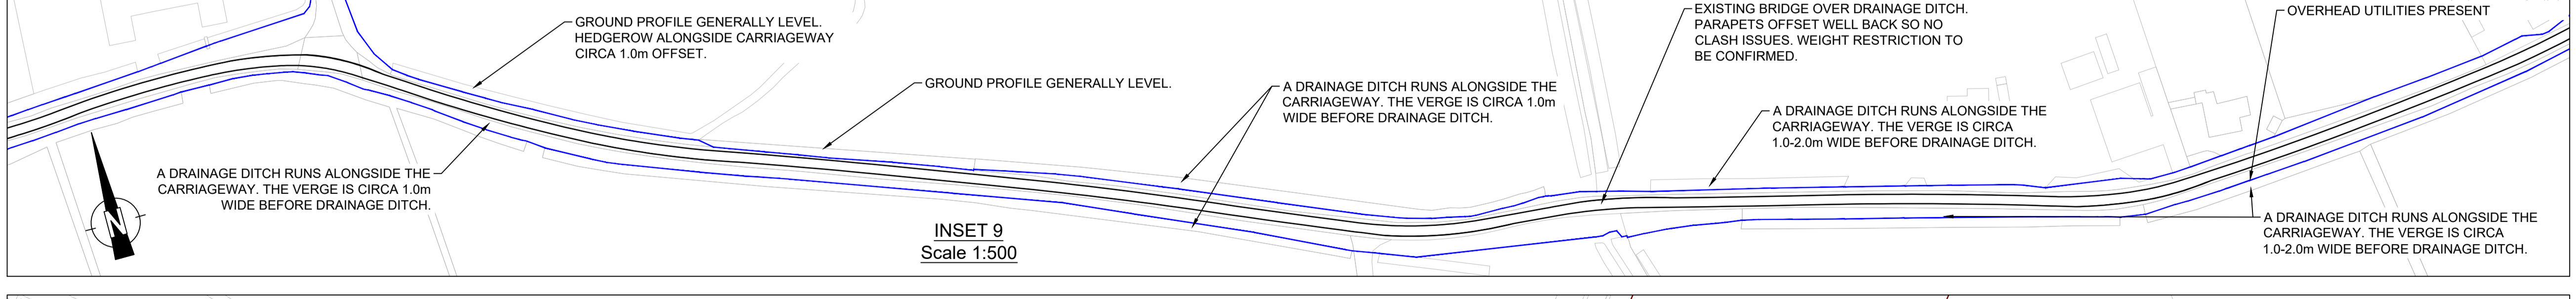 GROUND PROFILE GENERALLY LEVEL.
HEDGEROW ALONGSIDE CARRIAGEWAY
CIRCA 1.0m OFFSET.
GROUND PROFILE GENERALLY LEVEL.
A DRAINAGE DITCH RUNS ALONGSIDE THE
CARRIAGEWAY. THE VERGE IS CIRCA 1.0m
WIDE BEFORE DRAINAGE DITCH.
EXISTING BRIDGE OVER DRAINAGE DITCH.
PARAPETS OFFSET WELL BACK SO NO
CLASH ISSUES. WEIGHT RESTRICTION TO
BE CONFIRMED.
OVERHEAD UTILITIES PRESENT
A DRAINAGE DITCH RUNS ALONGSIDE THE
CARRIAGEWAY. THE VERGE IS CIRCA
1.0-2.0m WIDE BEFORE DRAINAGE DITCH.
A DRAINAGE DITCH RUNS ALONGSIDE THE
CARRIAGEWAY. THE VERGE IS CIRCA 1.0m
WIDE BEFORE DRAINAGE DITCH.
N
INSET 9
Scale 1:500
A DRAINAGE DITCH RUNS ALONGSIDE THE
CARRIAGEWAY. THE VERGE IS CIRCA
1.0-2.0m WIDE BEFORE DRAINAGE DITCH.